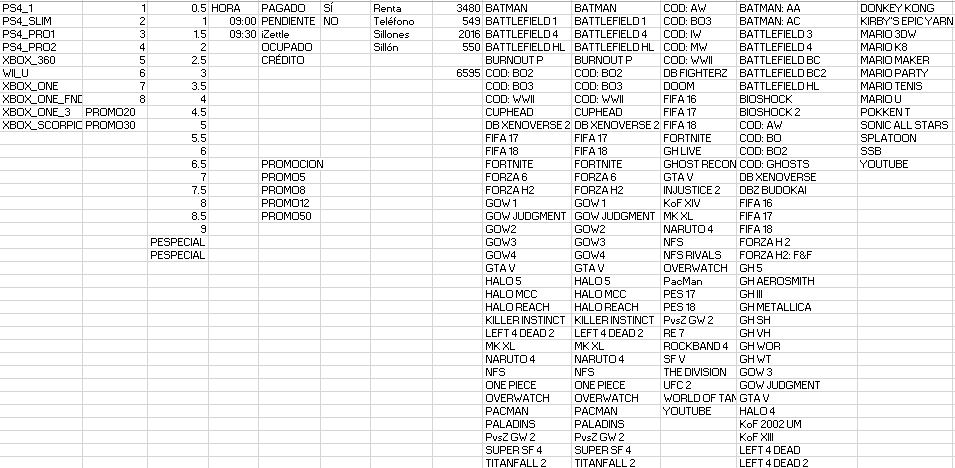 PS4_1 1 0.5 HORA PAGADO SÍ Renta 3480 BATMAN BATMAN COD: AW BATMAN: AA DONKEY KONG
PS4_SLIM 2 1 09:00 PENDIENTE NO Teléfono 549 BATTLEFIELD 1 BATTLEFIELD 1 COD: BO3 BATMAN: AC KIRBY'S EPIC YARN
PS4_PRO1 3 1.5 09:30 iZettle Sillones 2016 BATTLEFIELD 4 BATTLEFIELD 4 COD: IW BATTLEFIELD 3 MARIO 3DW
PS4_PRO2 4 2 OCUPADO Sillón 550 BATTLEFIELD HL BATTLEFIELD HL COD: MW BATTLEFIELD 4 MARIO K8
XBOX_360 5 2.5 CRÉDITO BURNOUT P BURNOUT P COD: WWII BATTLEFIELD BC MARIO MAKER
WII_U 6 3 6595 COD: BO2 COD: BO2 DB FIGHTERZ BATTLEFIELD BC2 MARIO PARTY
XBOX_ONE 7 3.5 COD: BO3 COD: BO3 DOOM BATTLEFIELD HL MARIO TENIS
XBOX_ONE_FND 8 4 COD: WWII COD: WWII FIFA 16 BIOSHOCK MARIO U
XBOX_ONE_3 PROMO20 4.5 CUPHEAD CUPHEAD FIFA 17 BIOSHOCK 2 POKKEN T
XBOX_SCORPIO PROMO30 5 DB XENOVERSE 2 DB XENOVERSE 2 FIFA 18 COD: AW SONIC ALL STARS
5.5 FIFA 17 FIFA 17 FORTNITE COD: BO SPLATOON
6 FIFA 18 FIFA 18 GH LIVE COD: BO2 SSB
6.5 PROMOCION FORTNITE FORTNITE GHOST RECON COD: GHOSTS YOUTUBE
7 PROMO5 FORZA 6 FORZA 6 GTA V DB XENOVERSE
7.5 PROMO8 FORZA H2 FORZA H2 INJUSTICE 2 DBZ BUDOKAI
8 PROMO12 GOW 1 GOW 1 KoF XIV FIFA 16
8.5 PROMO50 GOW JUDGMENT GOW JUDGMENT MK XL FIFA 17
9 GOW2 GOW2 NARUTO 4 FIFA 18
PESPECIAL GOW3 GOW3 NFS FORZA H 2
PESPECIAL GOW4 GOW4 NFS RIVALS FORZA H2: F&F
GTA V GTA V OVERWATCH GH 5
HALO 5 HALO 5 PacMan GH AEROSMITH
HALO MCC HALO MCC PES 17 GH III
HALO REACH HALO REACH PES 18 GH METALLICA
KILLER INSTINCT KILLER INSTINCT PvsZ GW 2 GH SH
LEFT 4 DEAD 2 LEFT 4 DEAD 2 RE 7 GH VH
MK XL MK XL ROCKBAND 4 GH WOR
NARUTO 4 NARUTO 4 SF V GH WT
NFS NFS THE DIVISION GOW 3
ONE PIECE ONE PIECE UFC 2 GOW JUDGMENT
OVERWATCH OVERWATCH WORLD OF TAN GTA V
PACMAN PACMAN YOUTUBE HALO 4
PALADINS PALADINS KoF 2002 UM
PvsZ GW 2 PvsZ GW 2 KoF XIII
SUPER SF 4 SUPER SF 4 LEFT 4 DEAD
TITANFALL 2 TITANFALL 2 LEFT 4 DEAD 2